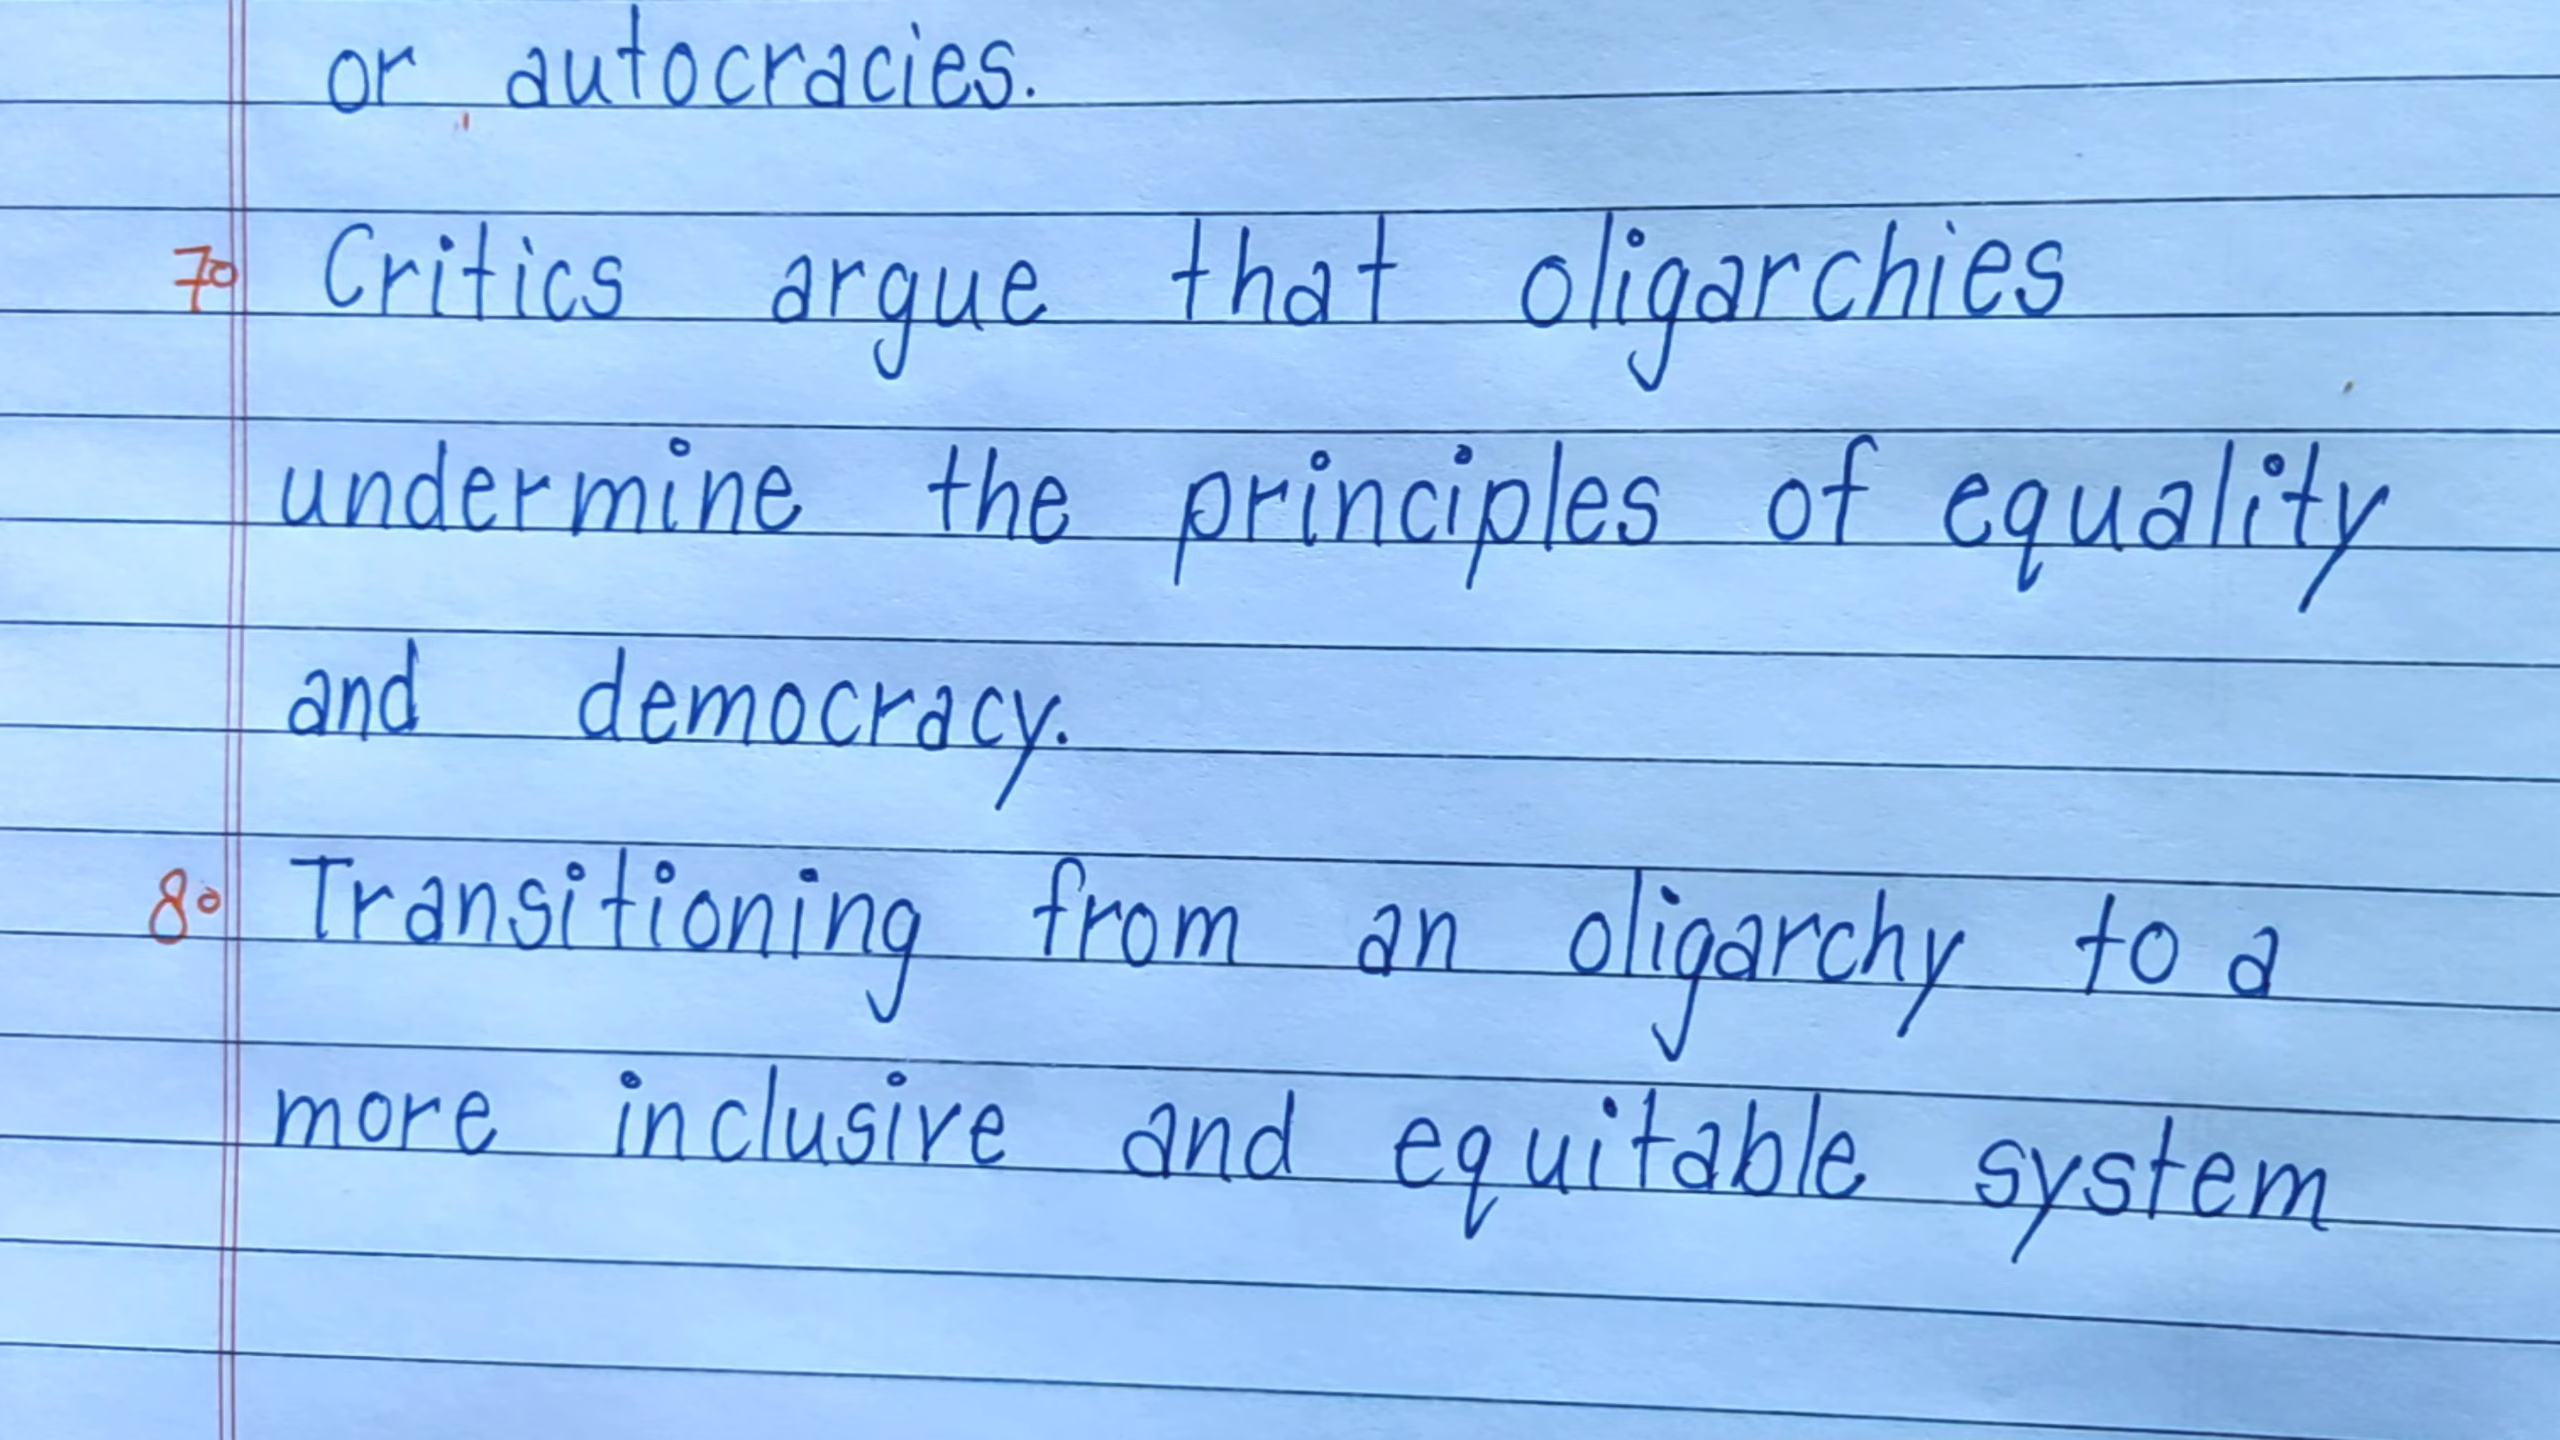 or autocracies.
7. Critics argue that oligarchies
undermine the principles of equality
and democracy.
8. Transitioning from an oligarchy to a
more inclusive and equitable system